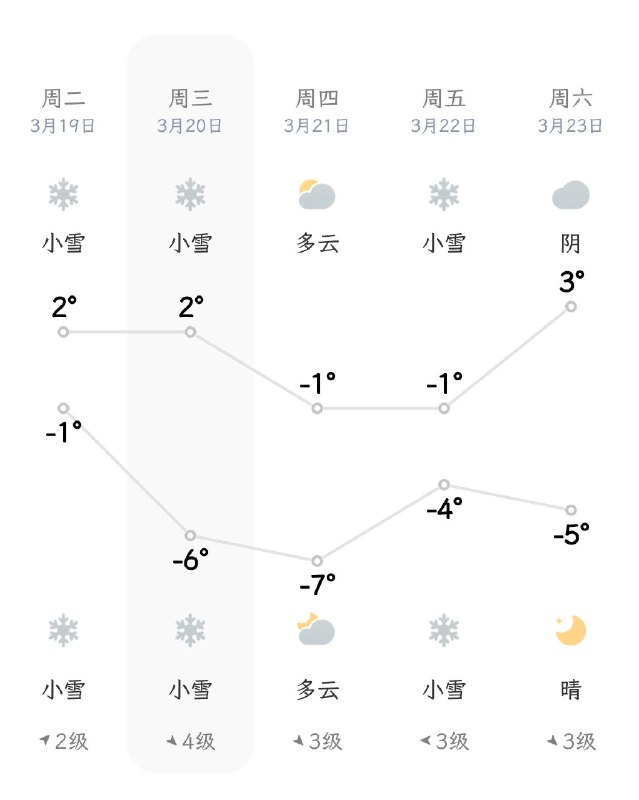 周二 周三 周四 周五 周六
3月19日 3月20日 3月21日 3月22日 3月23日
小雪 小雪 多云 小雪 阴
2° 2° -1° -1° 3°
-1° -6° -7° -4° -5°
小雪 小雪 多云 小雪 晴
2级 4级 3级 3级 3级